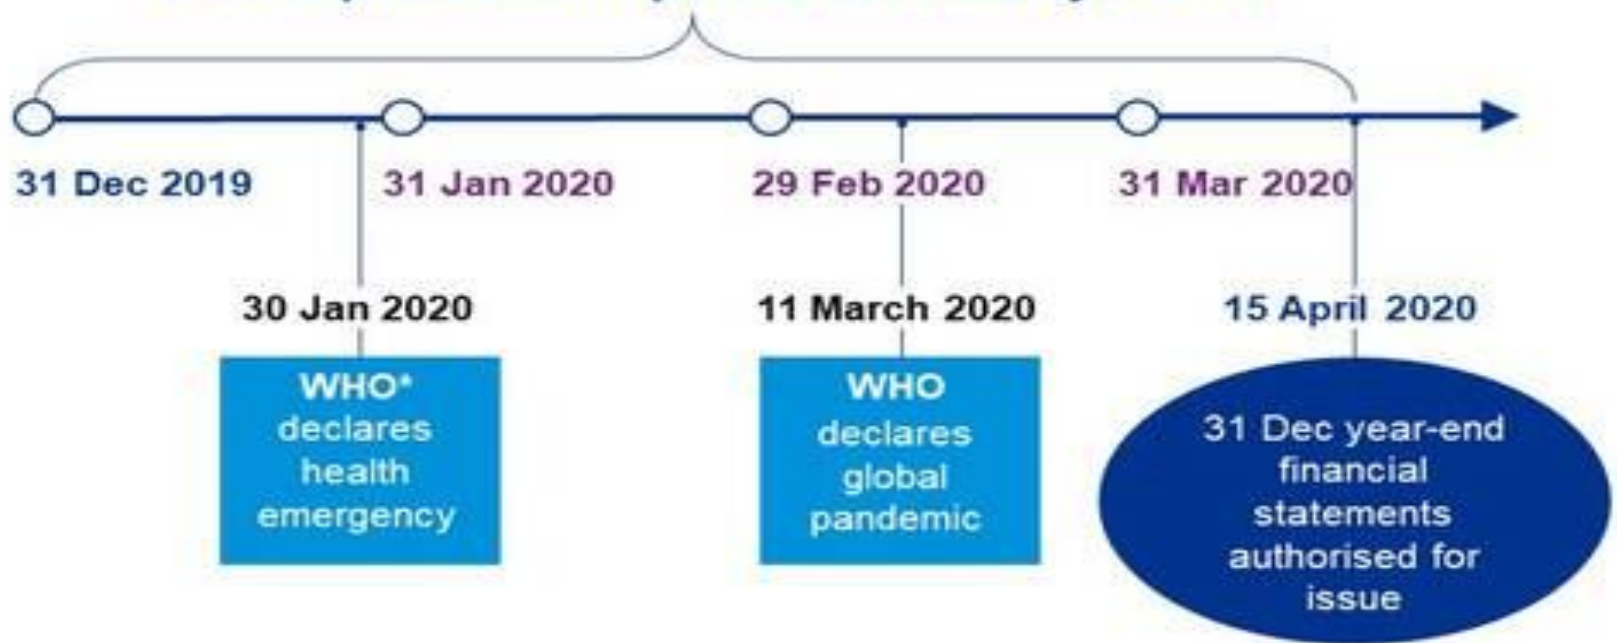 31 Dec 2019
31 Jan 2020
29 Feb 2020
31 Mar 2020
30 Jan 2020
11 March 2020
15 April 2020
WHO*
declares
health
emergency
WHO
declares
global
pandemic
31 Dec year-end
financial
statements
authorised for
issue